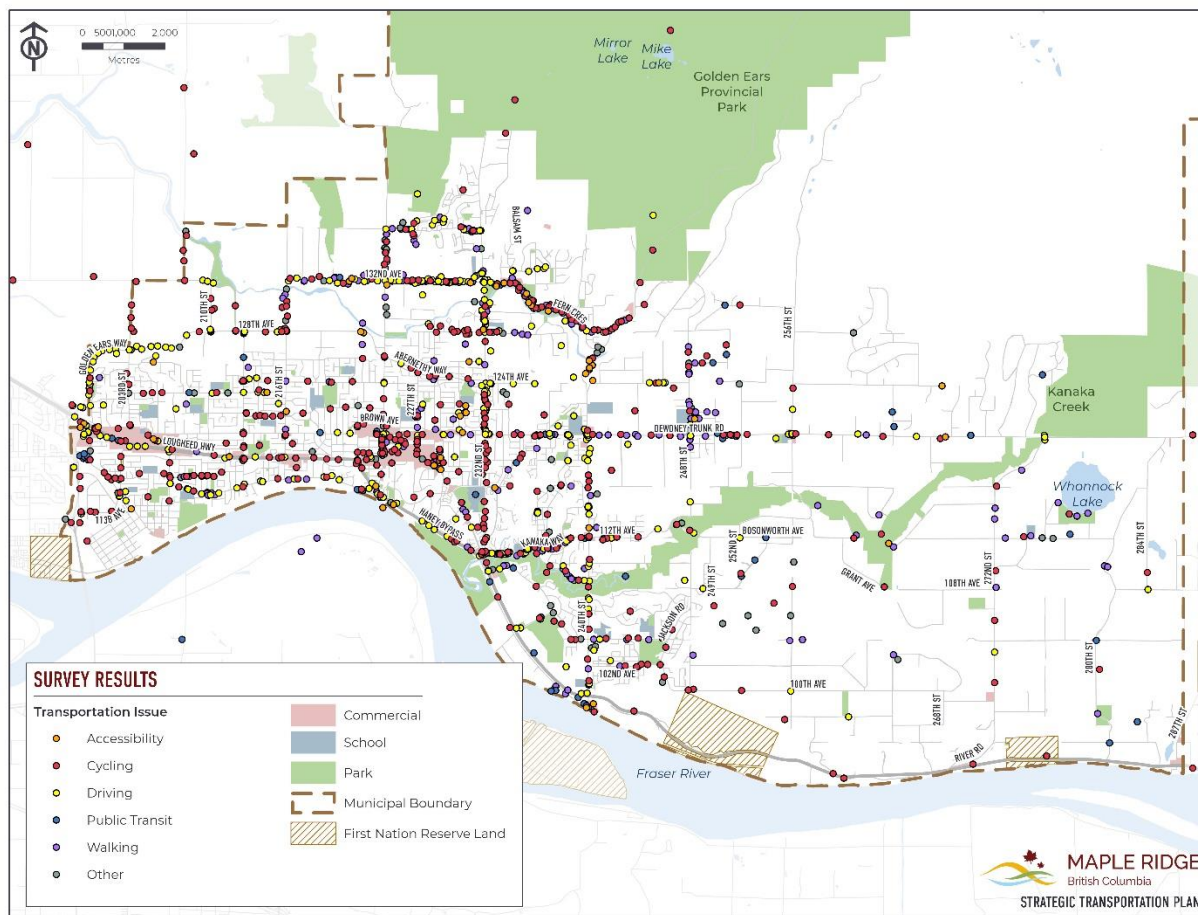 N
0 500 1,000 2,000
Metres
Mirror
Lake
Mike
Lake
Golden Ears
Provincial
Park
BALSAM ST
132ND AVE
FERN CRES
210TH ST
128TH AVE
256TH ST
GOLDEN EARS WAY
203RD ST
216TH ST
ABERNETHY WAY
227TH ST
124TH AVE
BROWN AVE
LOUGHEED HWY
DEWDNEY TRUNK RD
232ND ST
248TH ST
Kanaka
Creek
Whannock
Lake
113B AVE
HANEY BYPASS
KANAKA WAY
112TH AVE
BOSONWORTH AVE
252ND ST
249TH ST
GRANT AVE
108TH AVE
272ND ST
284TH ST
240TH ST
JACKSON RD
102ND AVE
100TH AVE
268TH ST
280TH ST
287TH ST
RIVER RD
Fraser River
SURVEY RESULTS
Transportation Issue
Accessibility
Cycling
Driving
Public Transit
Walking
Other
Commercial
School
Park
Municipal Boundary
First Nation Reserve Land
MAPLE RIDGE
British Columbia
STRATEGIC TRANSPORTATION PLAN